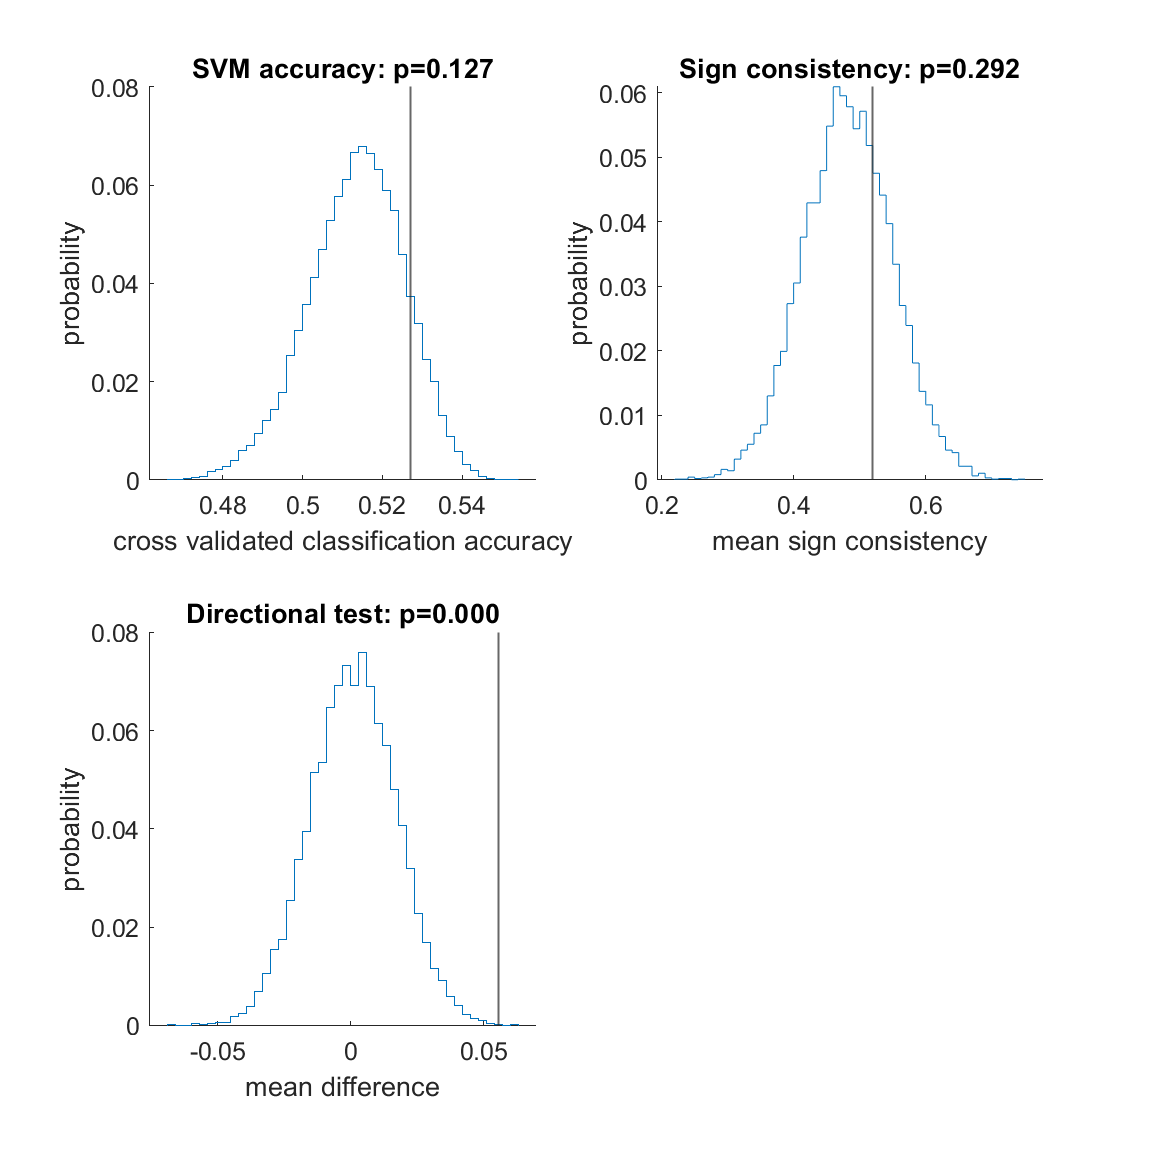 SVM accuracy: p=0.127
0.08
0.06
0.04
0.02
0
probability
0.48 0.5 0.52 0.54
cross validated classification accuracy
Sign consistency: p=0.292
0.06
0.05
0.04
0.03
0.02
0.01
0
probability
0.2 0.4 0.6
mean sign consistency
Directional test: p=0.000
0.08
0.06
0.04
0.02
0
probability
-0.05 0 0.05
mean difference